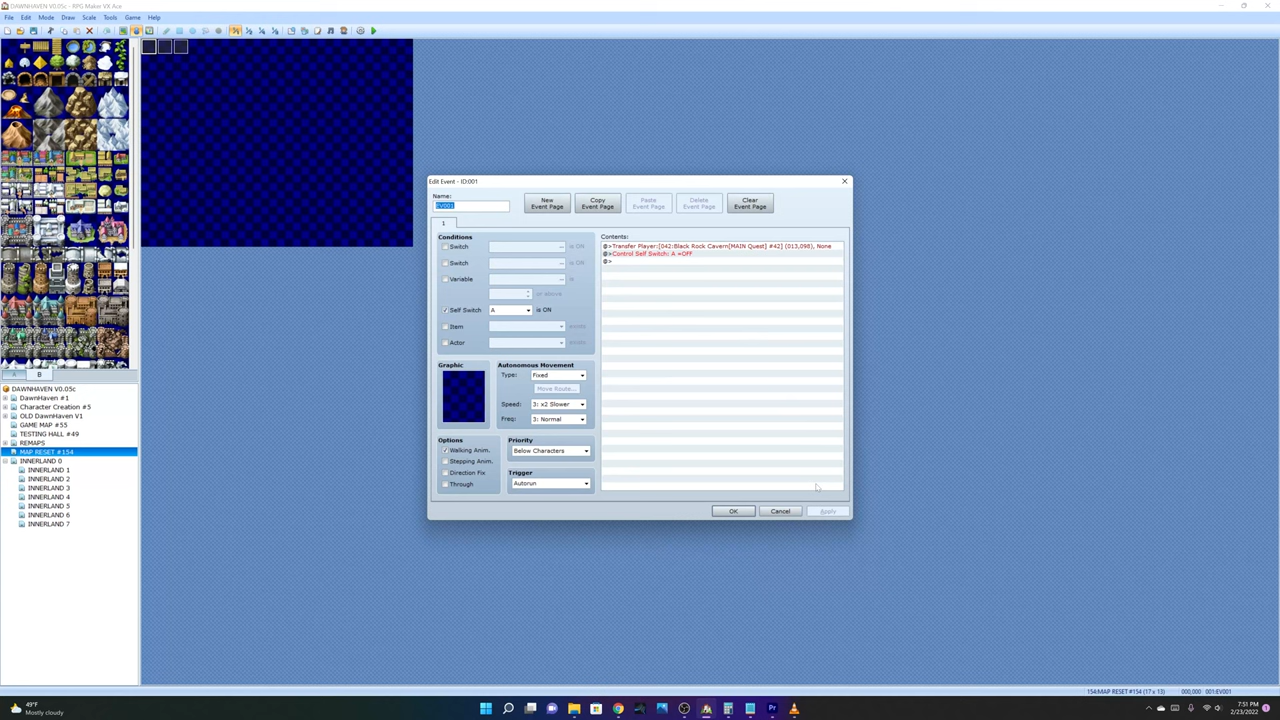 DAWNHAVEN V0.05c - RPG Maker VX Ace
File Edit Mode Draw Scale Tools Game Help
Edit Event - ID:001
Name:
EV001
New Event Page
Copy Event Page
Paste Event Page
Delete Event Page
Clear Event Page
1
Conditions
Switch is ON
Switch is ON
Variable is
or above
Self Switch A is ON
Item exists
Actor exists
Graphic
Autonomous Movement
Type: Fixed
Move Route...
Speed: 3: x2 Slower
Freq: 3: Normal
Options
Walking Anim.
Stepping Anim.
Direction Fix
Through
Priority
Below Characters
Trigger
Autorun
Contents:
@>Transfer Player:[042:Black Rock Cavern[MAIN Quest] #42] (013,098), None
@>Control Self Switch: A =OFF
@>
OK Cancel Apply
A B
DAWNHAVEN V0.05c
DawnHaven #1
Character Creation #5
OLD DawnHaven V1
GAME MAP #55
TESTING HALL #49
REMAPS
MAP RESET #154
INNERLAND 0
INNERLAND 1
INNERLAND 2
INNERLAND 3
INNERLAND 4
INNERLAND 5
INNERLAND 6
INNERLAND 7
154:MAP RESET #154 (17 x 13) 000,000 001:EV001
49°F
Mostly cloudy
7:51 PM
2/23/2022